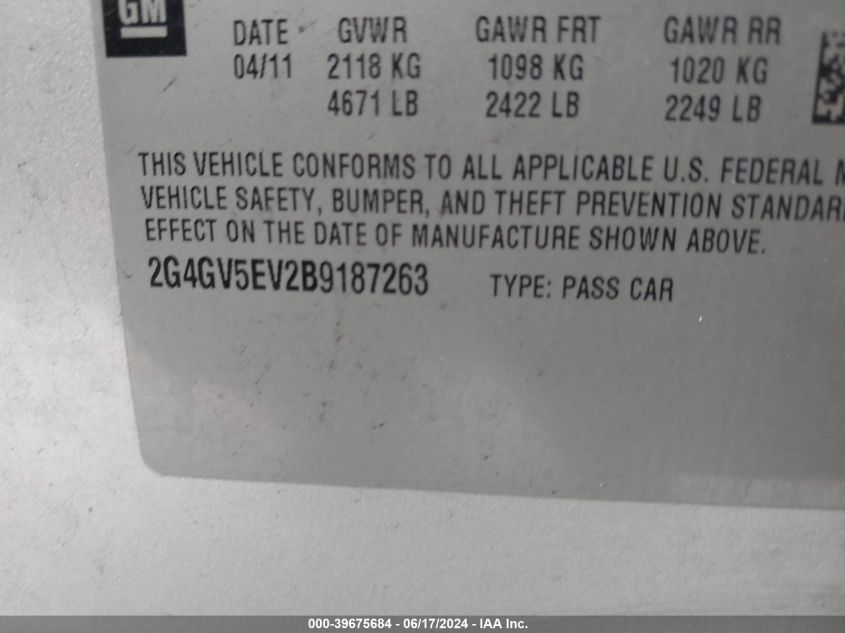 GM
DATE GVWR GAWR FRT GAWR RR
04/11 2118 KG 1098 KG 1020 KG
4671 LB 2422 LB 2249 LB
THIS VEHICLE CONFORMS TO ALL APPLICABLE U.S. FEDERAL
VEHICLE SAFETY, BUMPER, AND THEFT PREVENTION STANDAR
EFFECT ON THE DATE OF MANUFACTURE SHOWN ABOVE.
2G4GV5EV2B9187263 TYPE: PASS CAR
000-39675684 - 06/17/2024 - IAA Inc.